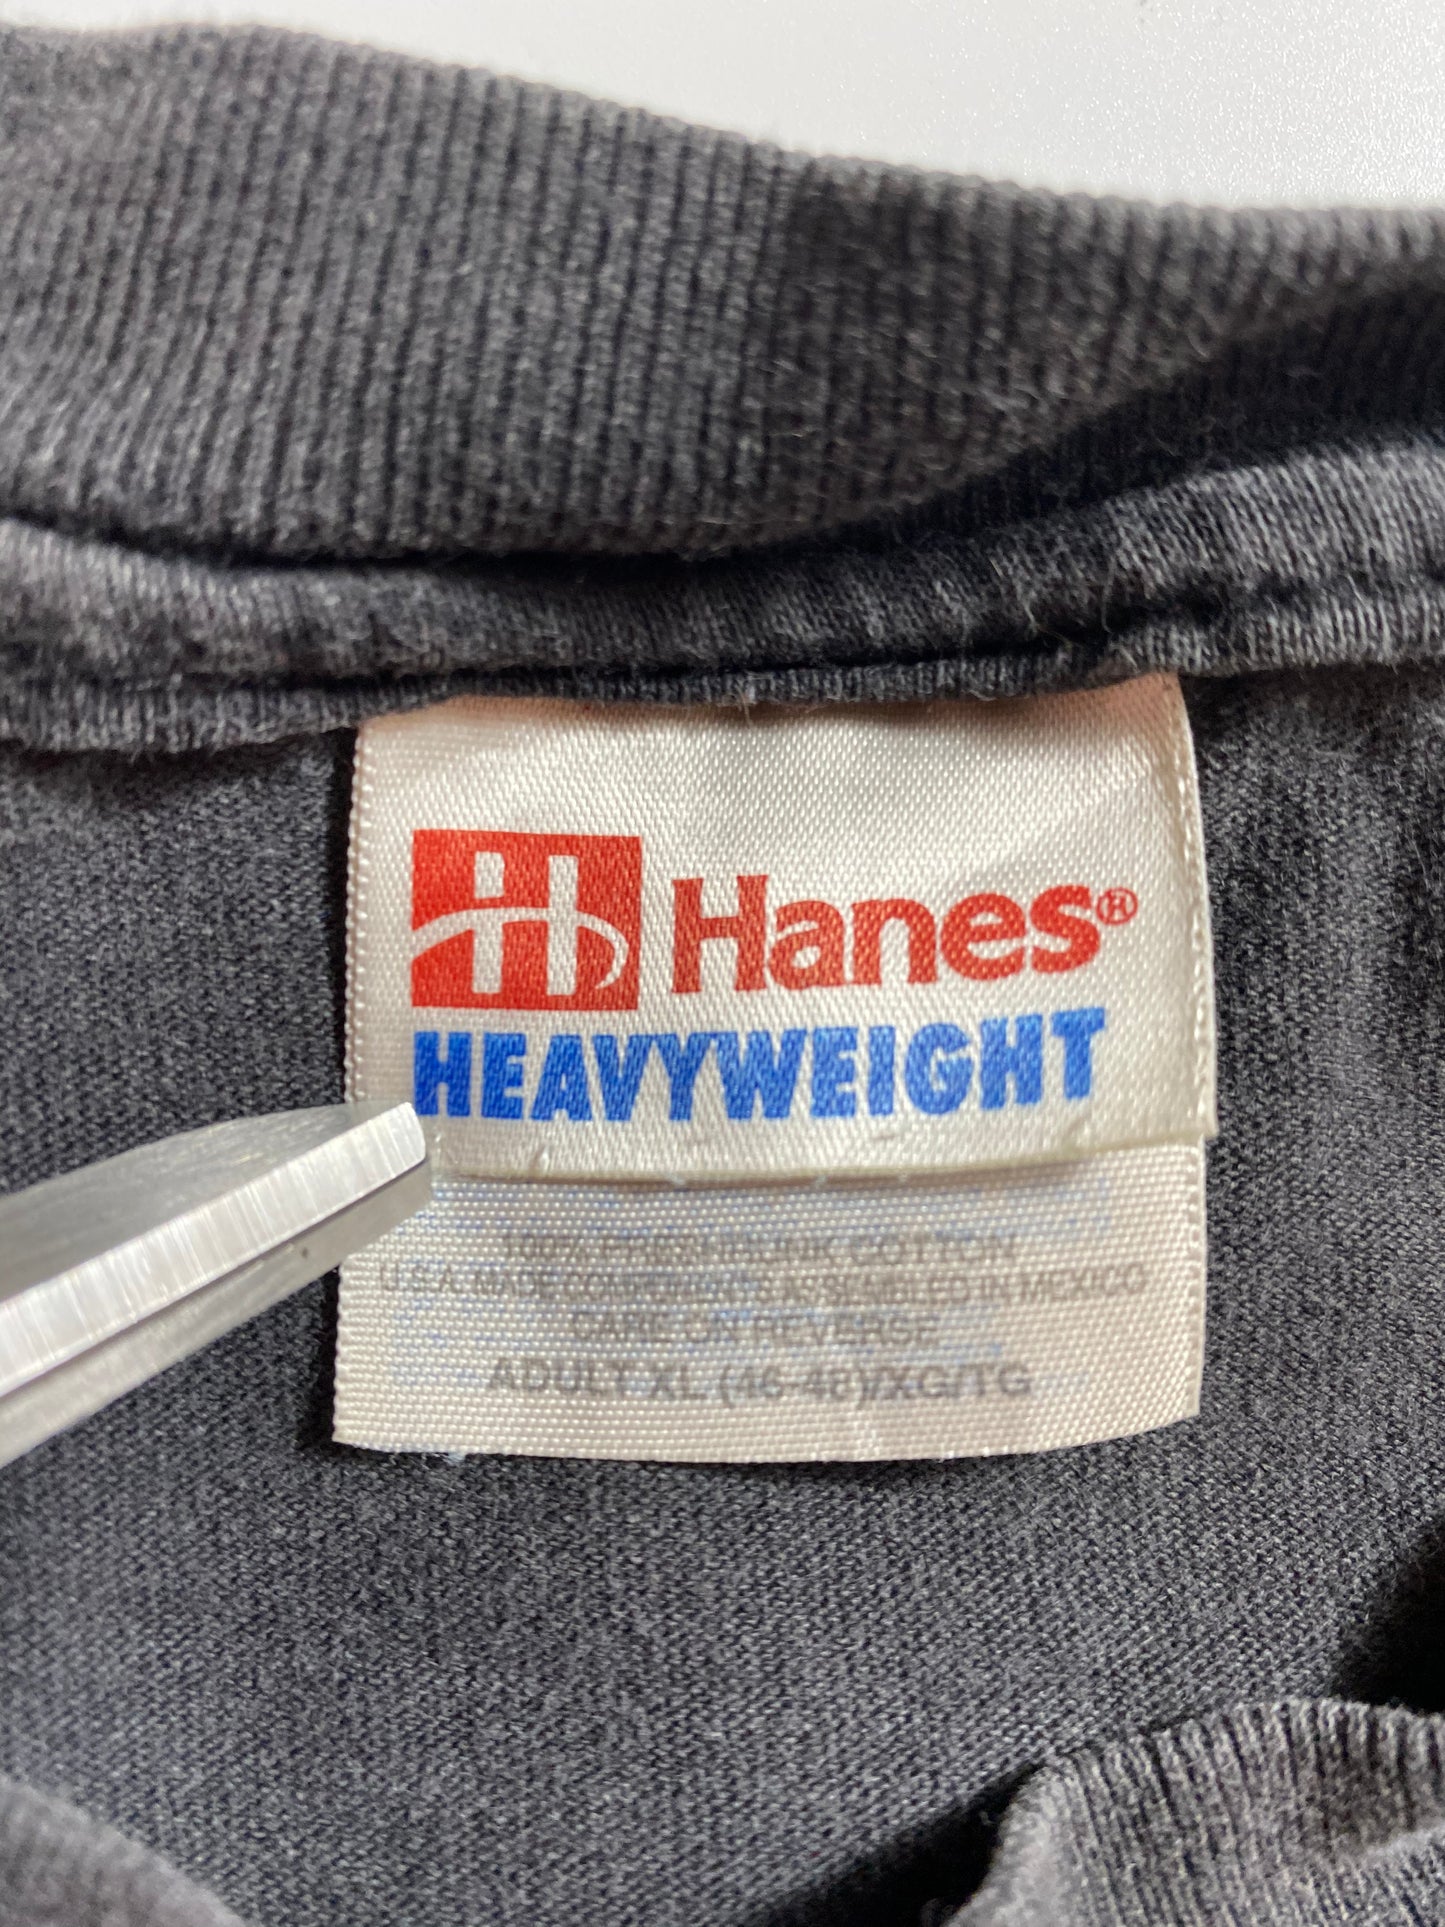 Hanes®
HEAVYWEIGHT
100% PRESHRUNK COTTON
U.S.A. MADE COMPONENTS ASSEMBLED IN MEXICO
CARE ON REVERSE
ADULT-XL (46-48)/XG/TG